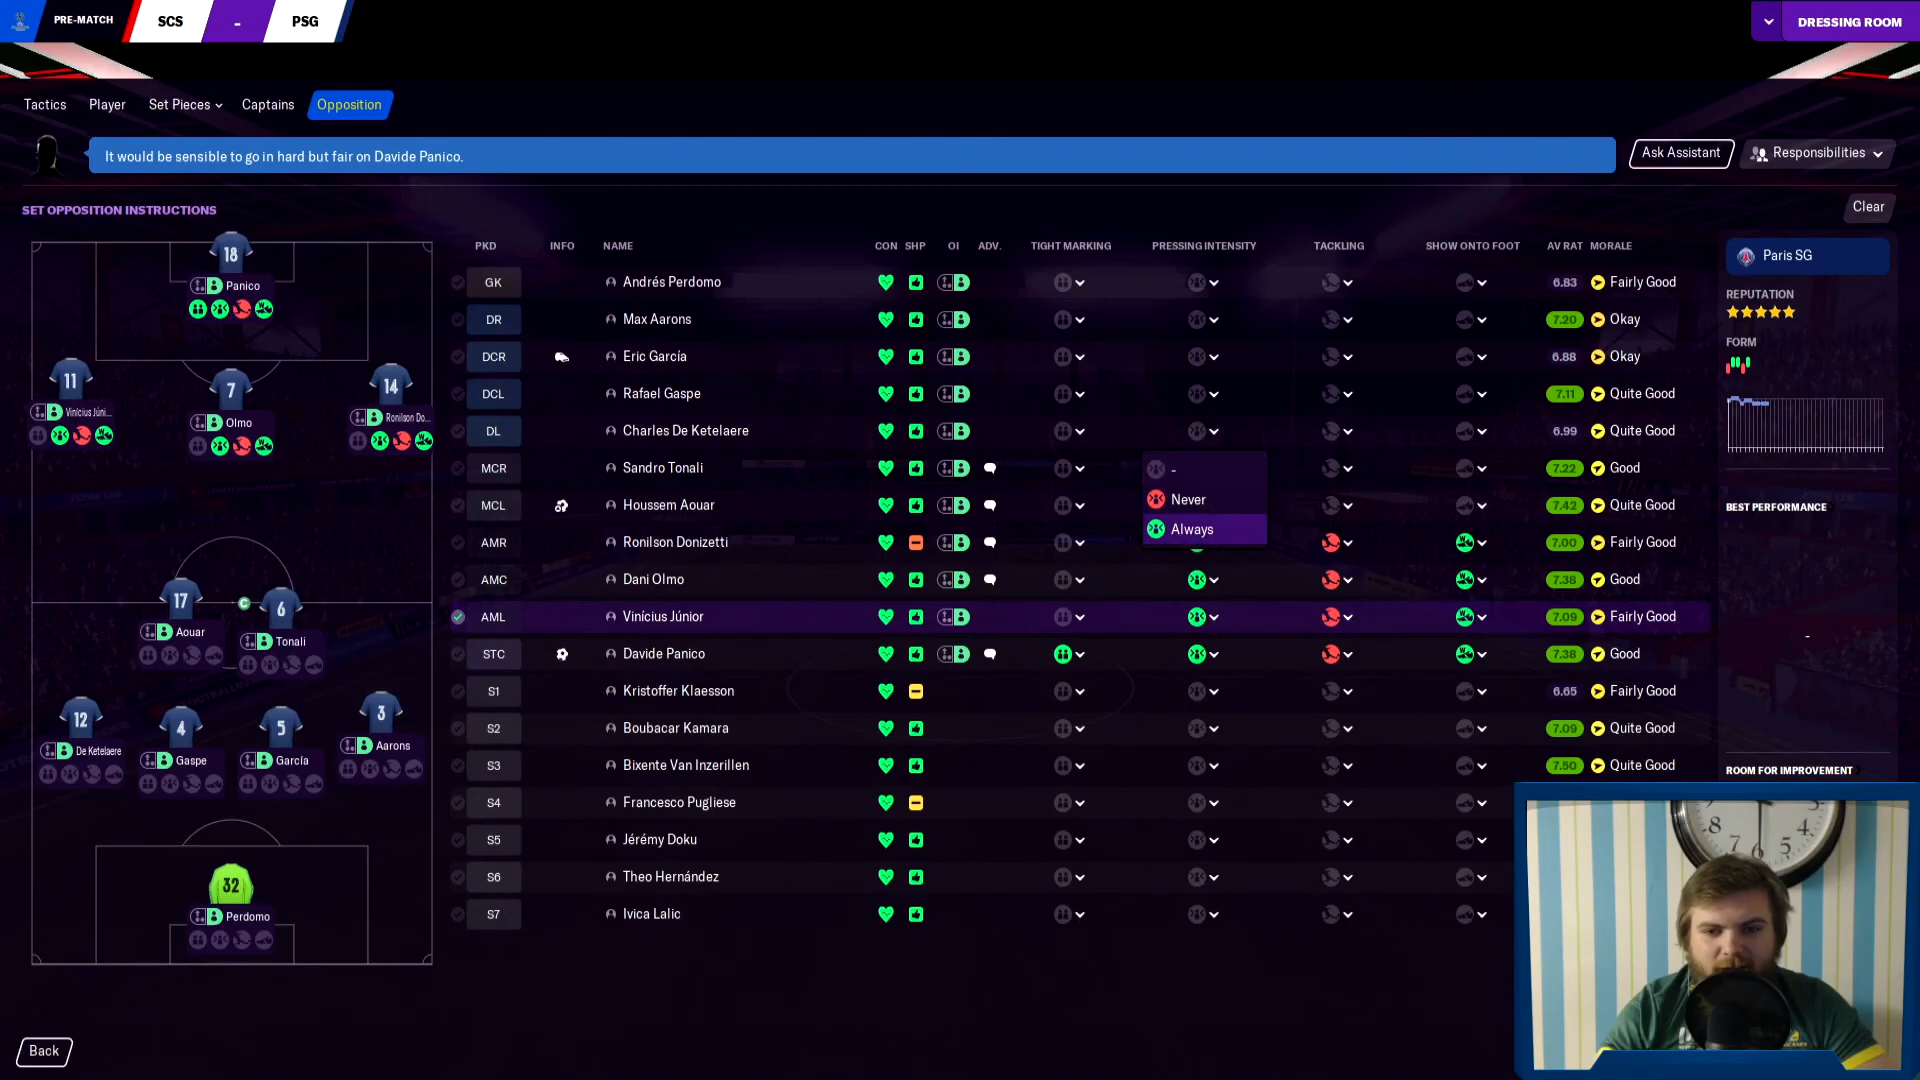 PRE-MATCH SCS - PSG DRESSING ROOM
Tactics Player Set Pieces Captains Opposition
It would be sensible to go in hard but fair on Davide Panico.
Ask Assistant Responsibilities
SET OPPOSITION INSTRUCTIONS
Clear
PKD INFO NAME CON SHP OI ADV. TIGHT MARKING PRESSING INTENSITY TACKLING SHOW ONTO FOOT AV RAT MORALE
GK Andrés Perdomo 6.83 Fairly Good
DR Max Aarons 7.20 Okay
DCR Eric García 6.88 Okay
DCL Rafael Gaspe 7.11 Quite Good
DL Charles De Ketelaere 6.99 Quite Good
MCR Sandro Tonali - 7.22 Good
MCL Houssem Aouar Never 7.42 Quite Good
Always
AMR Ronilson Donizetti 7.00 Fairly Good
AMC Dani Olmo 7.38 Good
AML Vinícius Júnior 7.09 Fairly Good
STC Davide Panico 7.38 Good
S1 Kristoffer Klaesson 6.65 Fairly Good
S2 Boubacar Kamara 7.09 Quite Good
S3 Bixente Van Inzerillen 7.50 Quite Good
S4 Francesco Pugliese
S5 Jérémy Doku
S6 Theo Hernández
S7 Ivica Lalic
18
Panico
11
Vinícius Júni...
7
Olmo
14
Ronilson Do...
17
Aouar
C
6
Tonali
12
De Ketelaere
4
Gaspe
5
García
3
Aarons
32
Perdomo
Paris SG
REPUTATION
FORM
BEST PERFORMANCE
-
ROOM FOR IMPROVEMENT
8 7 5 4
Back